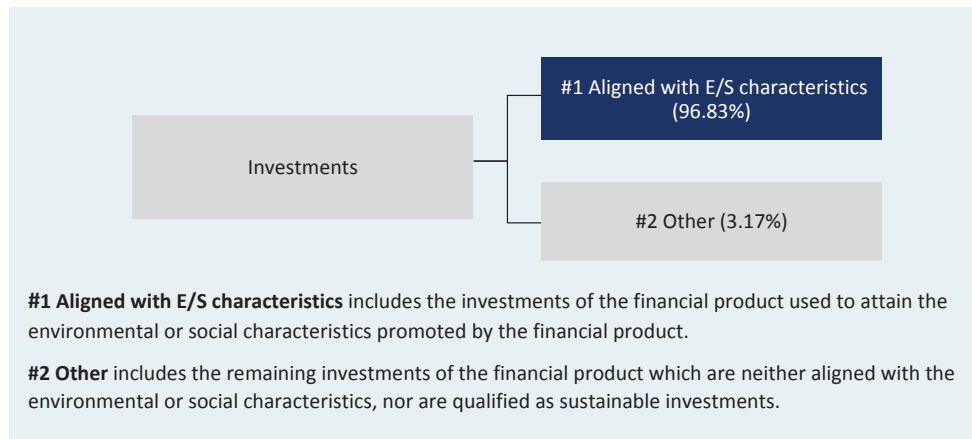 #1 Aligned with E/S characteristics
(96.83%)
Investments
#2 Other (3.17%)
#1 Aligned with E/S characteristics includes the investments of the financial product used to attain the
environmental or social characteristics promoted by the financial product.
#2 Other includes the remaining investments of the financial product which are neither aligned with the
environmental or social characteristics, nor are qualified as sustainable investments.